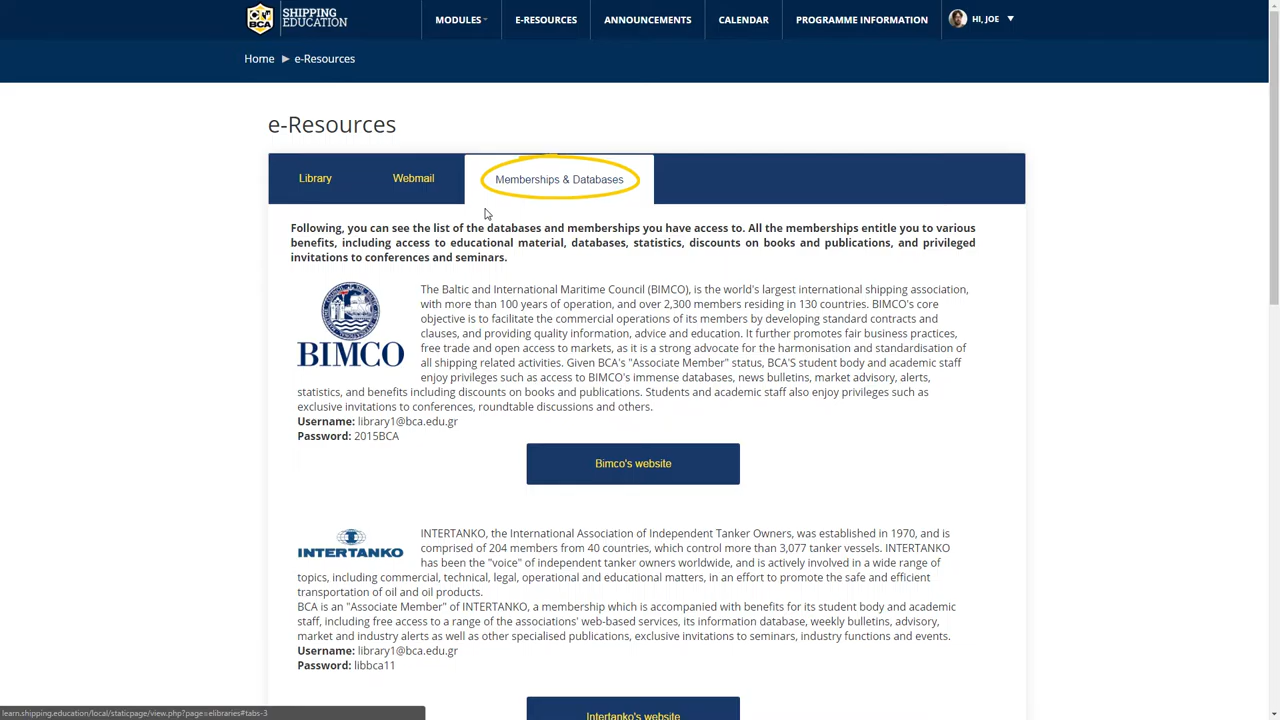 CMBCA
SHIPPING
EDUCATION
MODULES
E-RESOURCES
ANNOUNCEMENTS
CALENDAR
PROGRAMME INFORMATION
HI, JOE
Home ▶ e-Resources
e-Resources
Library
Webmail
Memberships & Databases
Following, you can see the list of the databases and memberships you have access to. All the memberships entitle you to various
benefits, including access to educational material, databases, statistics, discounts on books and publications, and privileged
invitations to conferences and seminars.
BIMCO
The Baltic and International Maritime Council (BIMCO), is the world's largest international shipping association,
with more than 100 years of operation, and over 2,300 members residing in 130 countries. BIMCO's core
objective is to facilitate the commercial operations of its members by developing standard contracts and
clauses, and providing quality information, advice and education. It further promotes fair business practices,
free trade and open access to markets, as it is a strong advocate for the harmonisation and standardisation of
all shipping related activities. Given BCA's "Associate Member" status, BCA'S student body and academic staff
enjoy privileges such as access to BIMCO's immense databases, news bulletins, market advisory, alerts,
statistics, and benefits including discounts on books and publications. Students and academic staff also enjoy privileges such as
exclusive invitations to conferences, roundtable discussions and others.
Username: library1@bca.edu.gr
Password: 2015BCA
Bimco's website
INTERTANKO
INTERTANKO, the International Association of Independent Tanker Owners, was established in 1970, and is
comprised of 204 members from 40 countries, which control more than 3,077 tanker vessels. INTERTANKO
has been the "voice" of independent tanker owners worldwide, and is actively involved in a wide range of
topics, including commercial, technical, legal, operational and educational matters, in an effort to promote the safe and efficient
transportation of oil and oil products.
BCA is an "Associate Member" of INTERTANKO, a membership which is accompanied with benefits for its student body and academic
staff, including free access to a range of the associations' web-based services, its information database, weekly bulletins, advisory,
market and industry alerts as well as other specialised publications, exclusive invitations to seminars, industry functions and events.
Username: library1@bca.edu.gr
Password: libbca11
Intertanko's website
learn.shipping.education/local/staticpage/view.php?page=elibraries#tabs-3